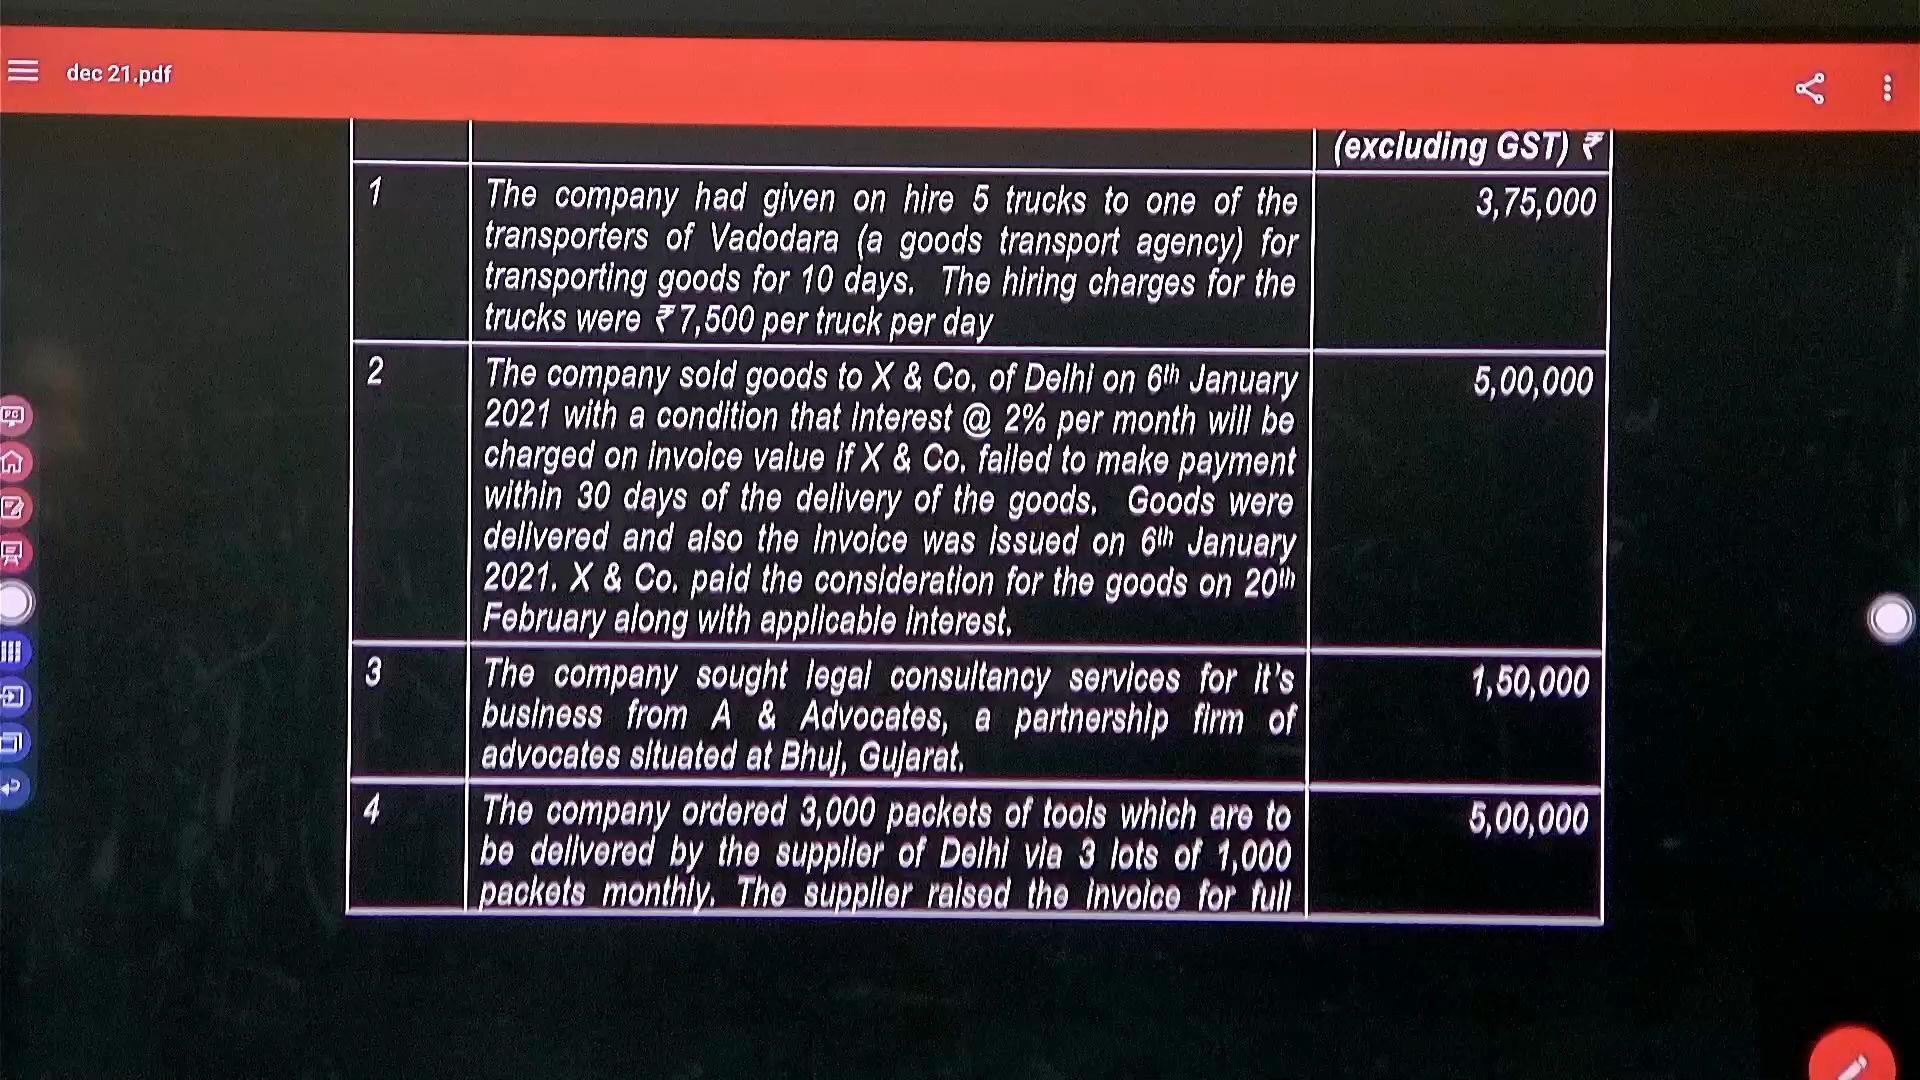 dec 21.pdf
(excluding GST) ₹
1
The company had given on hire 5 trucks to one of the
transporters of Vadodara (a goods transport agency) for
transporting goods for 10 days. The hiring charges for the
trucks were ₹7,500 per truck per day
3,75,000
2
The company sold goods to X & Co. of Delhi on 6th January
2021 with a condition that interest @ 2% per month will be
charged on invoice value if X & Co. failed to make payment
within 30 days of the delivery of the goods. Goods were
delivered and also the invoice was issued on 6th January
2021. X & Co. paid the consideration for the goods on 20th
February along with applicable interest.
5,00,000
3
The company sought legal consultancy services for it's
business from A & Advocates, a partnership firm of
advocates situated at Bhuj, Gujarat.
1,50,000
4
The company ordered 3,000 packets of tools which are to
be delivered by the supplier of Delhi via 3 lots of 1,000
packets monthly. The supplier raised the invoice for full
5,00,000